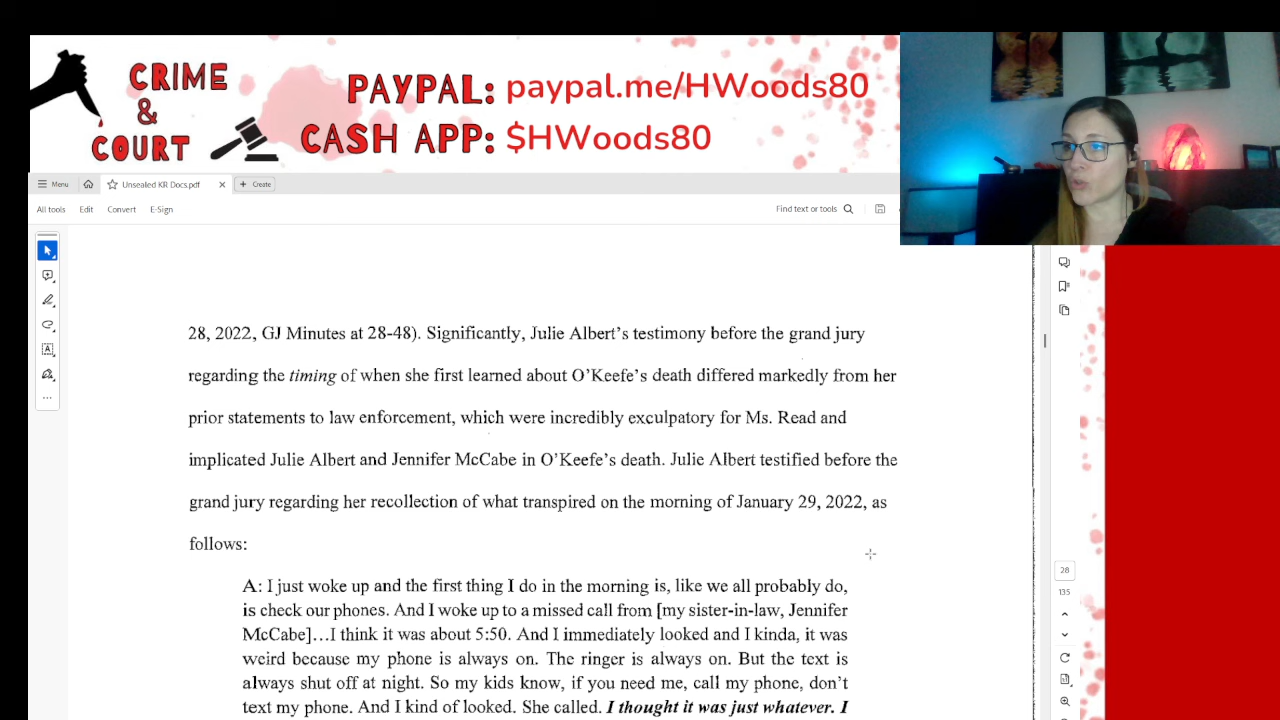 CRIME
&
COURT
PAYPAL: paypal.me/HWoods80
CASH APP: $HWoods80
Menu
Unsealed KR Docs.pdf
Create
All tools
Edit
Convert
E-Sign
Find text or tools
28, 2022, GJ Minutes at 28-48). Significantly, Julie Albert's testimony before the grand jury
regarding the timing of when she first learned about O'Keefe's death differed markedly from her
prior statements to law enforcement, which were incredibly exculpatory for Ms. Read and
implicated Julie Albert and Jennifer McCabe in O'Keefe's death. Julie Albert testified before the
grand jury regarding her recollection of what transpired on the morning of January 29, 2022, as
follows:
A: I just woke up and the first thing I do in the morning is, like we all probably do,
is check our phones. And I woke up to a missed call from [my sister-in-law, Jennifer
McCabe]…I think it was about 5:50. And I immediately looked and I kinda, it was
weird because my phone is always on. The ringer is always on. But the text is
always shut off at night. So my kids know, if you need me, call my phone, don't
text my phone. And I kind of looked. She called. I thought it was just whatever. I
28
135